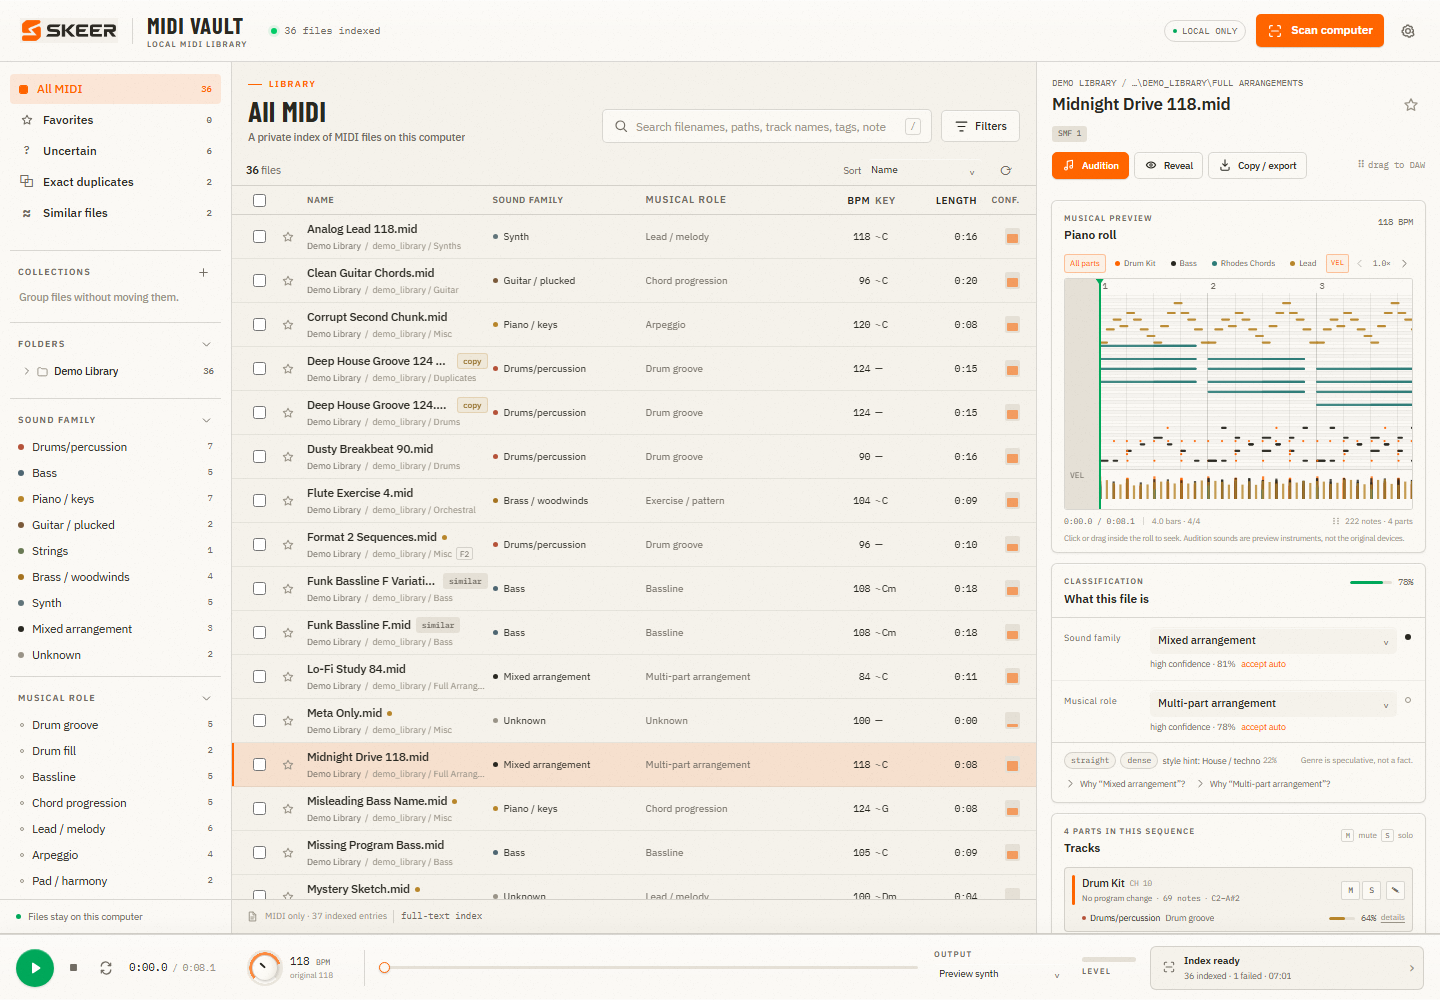 SKEER
MIDI VAULT
LOCAL MIDI LIBRARY
36 files indexed
LOCAL ONLY
Scan computer
All MIDI 36
Favorites 0
? Uncertain 6
Exact duplicates 2
Similar files 2
COLLECTIONS
Group files without moving them.
FOLDERS
Demo Library 36
SOUND FAMILY
Drums/percussion 7
Bass 5
Piano / keys 7
Guitar / plucked 2
Strings 1
Brass / woodwinds 4
Synth 5
Mixed arrangement 3
Unknown 2
MUSICAL ROLE
Drum groove 5
Drum fill 2
Bassline 5
Chord progression 5
Lead / melody 6
Arpeggio 4
Pad / harmony 2
Files stay on this computer
LIBRARY
All MIDI
A private index of MIDI files on this computer
Search filenames, paths, track names, tags, note /
Filters
36 files
Sort Name
NAME SOUND FAMILY MUSICAL ROLE BPM KEY LENGTH CONF.
Analog Lead 118.mid
Demo Library / demo_library / Synths
Synth Lead / melody 118 ~C 0:16
Clean Guitar Chords.mid
Demo Library / demo_library / Guitar
Guitar / plucked Chord progression 96 ~C 0:20
Corrupt Second Chunk.mid
Demo Library / demo_library / Misc
Piano / keys Arpeggio 120 ~C 0:08
Deep House Groove 124 ... copy
Demo Library / demo_library / Duplicates
Drums/percussion Drum groove 124 — 0:15
Deep House Groove 124.... copy
Demo Library / demo_library / Drums
Drums/percussion Drum groove 124 — 0:15
Dusty Breakbeat 90.mid
Demo Library / demo_library / Drums
Drums/percussion Drum groove 90 — 0:16
Flute Exercise 4.mid
Demo Library / demo_library / Orchestral
Brass / woodwinds Exercise / pattern 104 ~C 0:09
Format 2 Sequences.mid
Demo Library / demo_library / Misc F2
Drums/percussion Drum groove 96 — 0:10
Funk Bassline F Variati... similar
Demo Library / demo_library / Bass
Bass Bassline 108 ~Cm 0:18
Funk Bassline F.mid similar
Demo Library / demo_library / Bass
Bass Bassline 108 ~Cm 0:18
Lo-Fi Study 84.mid
Demo Library / demo_library / Full Arrang...
Mixed arrangement Multi-part arrangement 84 ~C 0:11
Meta Only.mid
Demo Library / demo_library / Misc
Unknown Unknown 100 — 0:00
Midnight Drive 118.mid
Demo Library / demo_library / Full Arrang...
Mixed arrangement Multi-part arrangement 118 ~C 0:08
Misleading Bass Name.mid
Demo Library / demo_library / Misc
Piano / keys Chord progression 124 ~G 0:08
Missing Program Bass.mid
Demo Library / demo_library / Bass
Bass Bassline 105 ~C 0:09
Mystery Sketch.mid
Unknown Lead / melody 100 ~Dm 0:04
MIDI only · 37 indexed entries full-text index
DEMO LIBRARY / …\DEMO_LIBRARY\FULL ARRANGEMENTS
Midnight Drive 118.mid
SMF 1
Audition
Reveal
Copy / export
drag to DAW
MUSICAL PREVIEW
Piano roll
118 BPM
All parts Drum Kit Bass Rhodes Chords Lead VEL 1.0×
1 2 3
VEL
0:00.0 / 0:08.1 4.0 bars · 4/4 222 notes · 4 parts
Click or drag inside the roll to seek. Audition sounds are preview instruments, not the original devices.
CLASSIFICATION
What this file is
78%
Sound family Mixed arrangement
high confidence · 81% accept auto
Musical role Multi-part arrangement
high confidence · 78% accept auto
straight dense style hint: House / techno 22% Genre is speculative, not a fact.
Why “Mixed arrangement”? Why “Multi-part arrangement”?
4 PARTS IN THIS SEQUENCE
Tracks
M mute S solo
Drum Kit CH 10
No program change · 69 notes · C2–A#2
M S
Drums/percussion Drum groove 64% details
0:00.0 / 0:08.1
118 BPM
original 118
OUTPUT
Preview synth
LEVEL
Index ready
36 indexed · 1 failed · 07:01